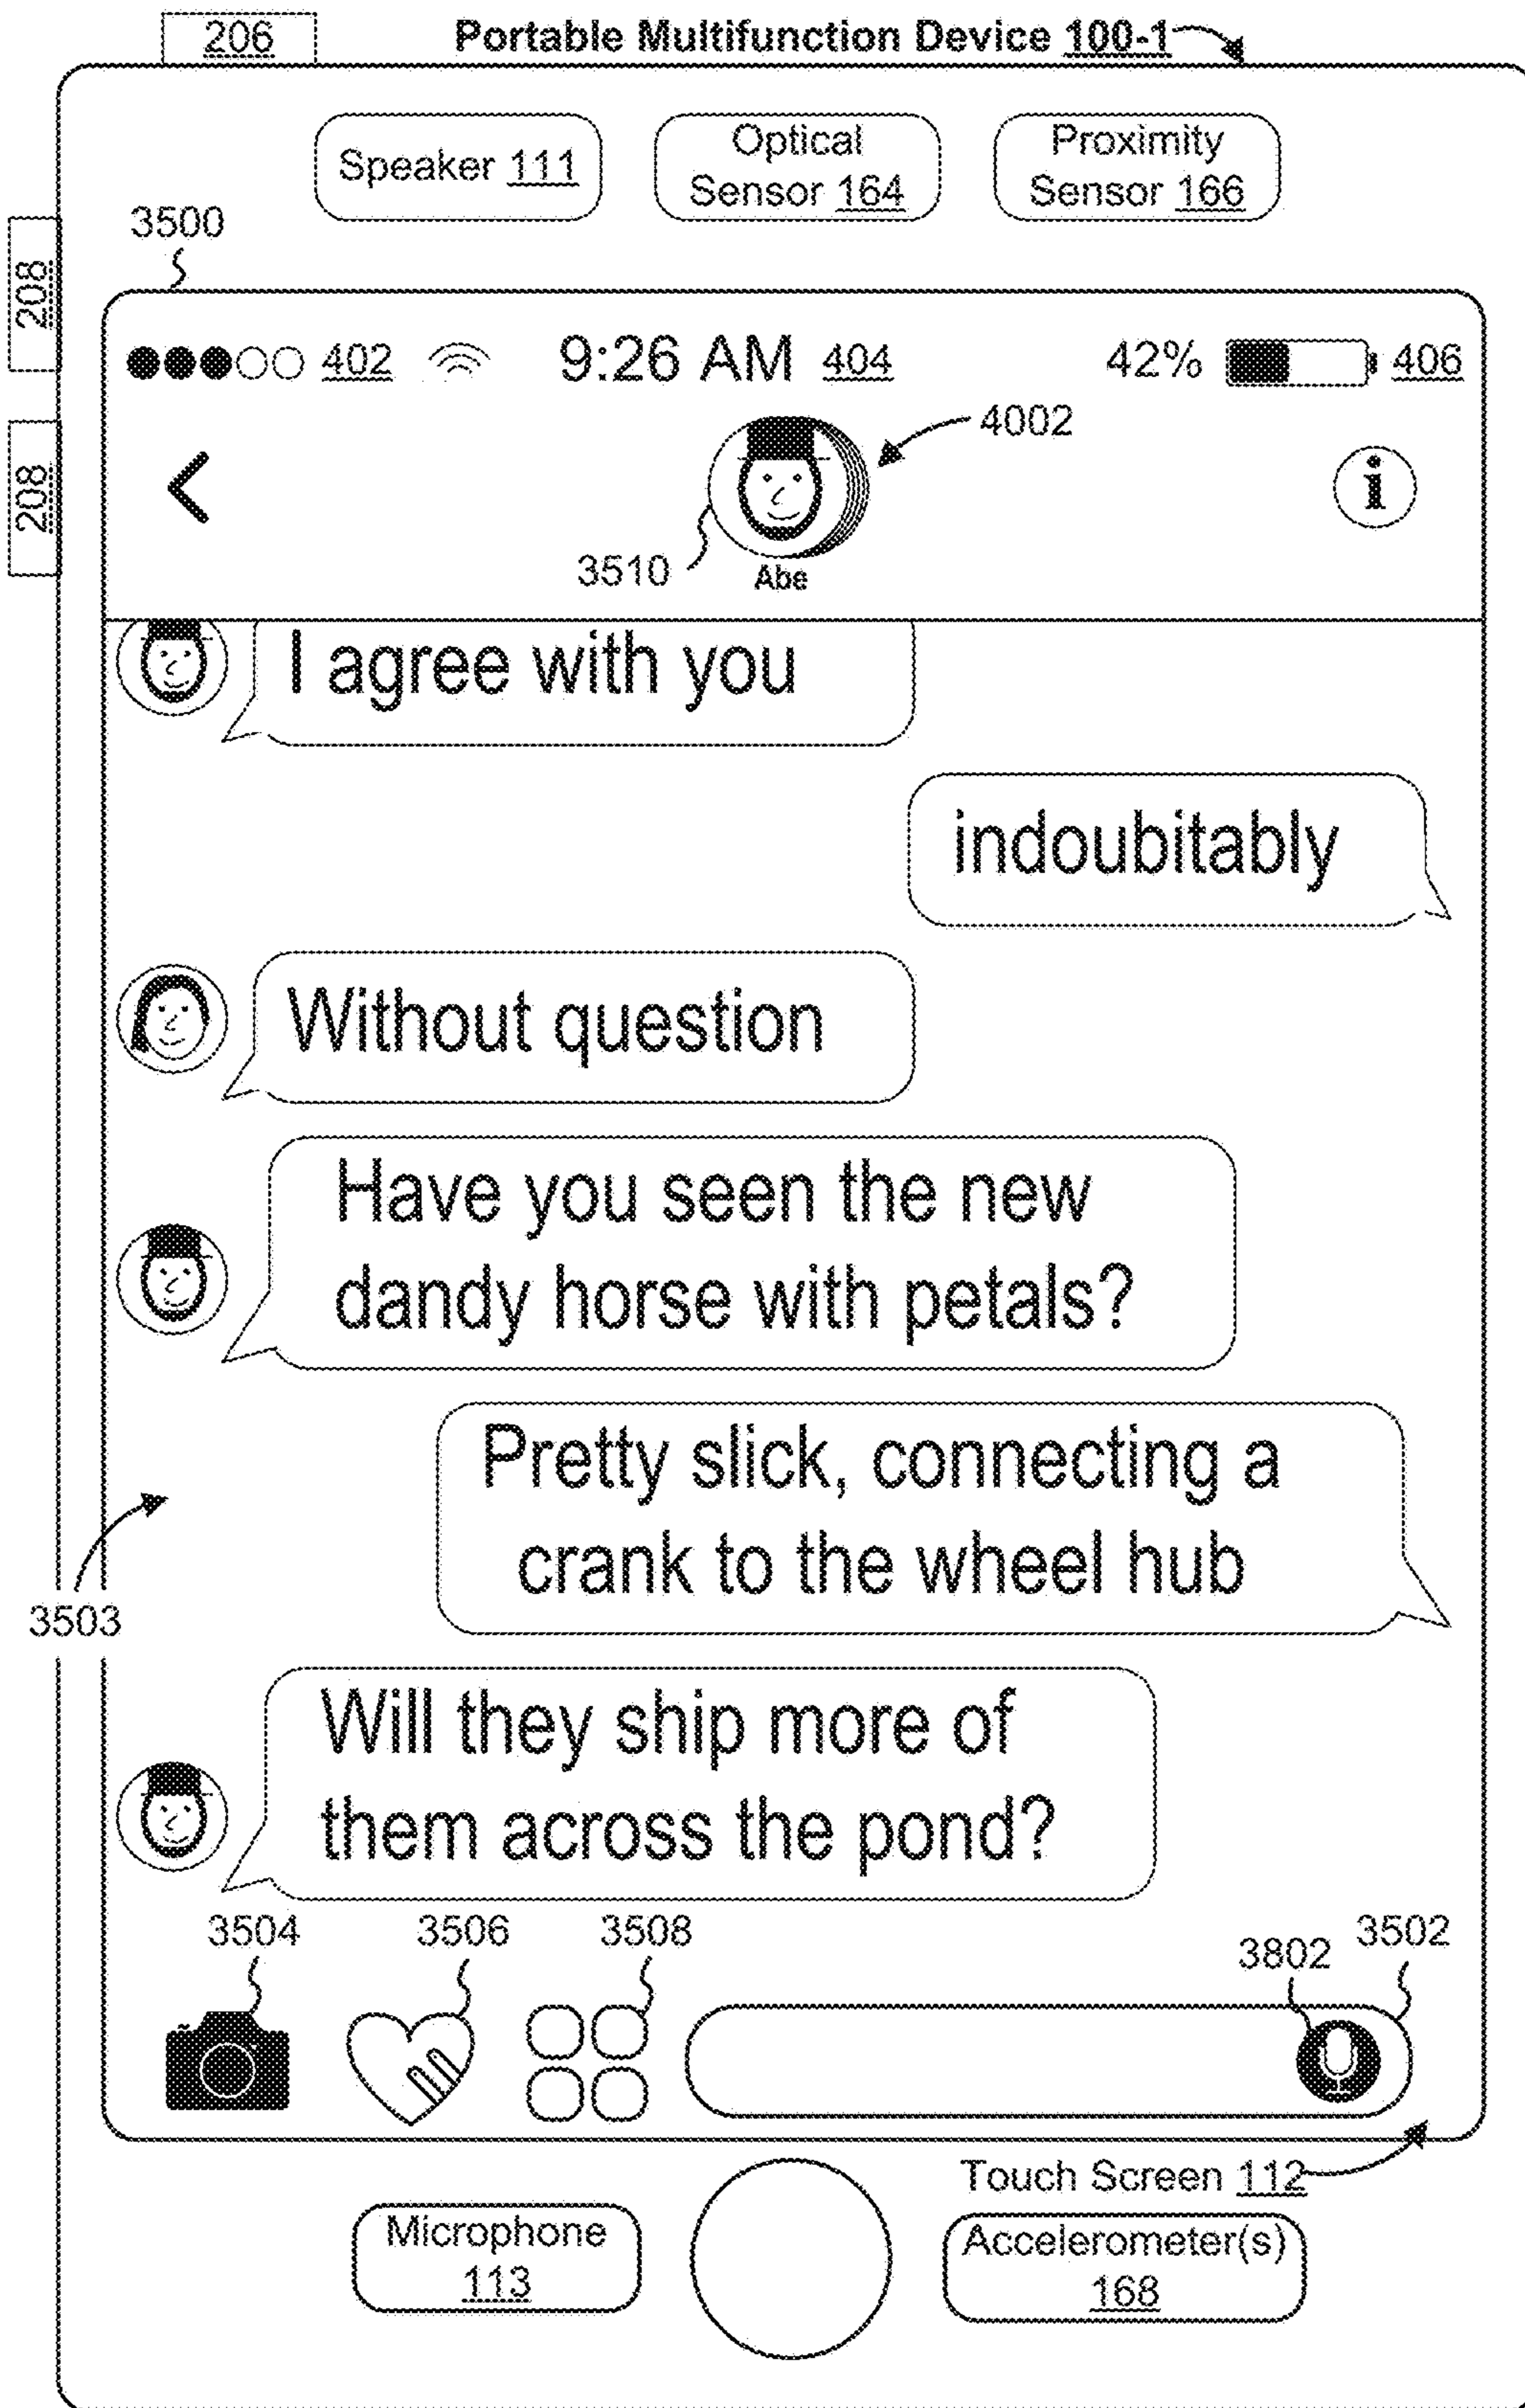 206
Portable Multifunction Device 100-1
Speaker 111
Optical
Sensor 164
Proximity
Sensor 166
208
3500
402
9:26 AM 404
42%
406
4002
208
i
3510
Abe
I agree with you
indoubitably
Without question
Have you seen the new
dandy horse with petals?
Pretty slick, connecting a
crank to the wheel hub
3503
Will they ship more of
them across the pond?
3504
3506
3508
3802
3502
Touch Screen 112
Microphone
113
Accelerometer(s)
168